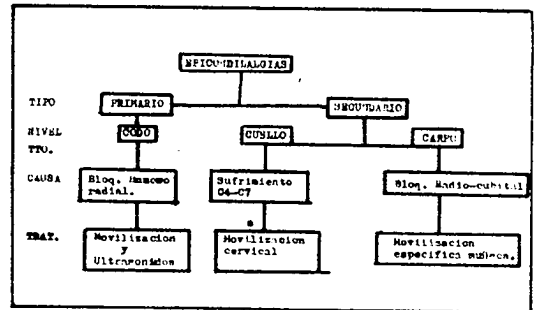 EPICONDILALGIAS
TIPO PRIMARIO SECUNDARIO
NIVEL TTO. CODO CUELLO CARPO
CAUSA Bloq. Humero radial. Sufrimiento C4-C7 Bloq. Radio-cubital
TRAT. Movilizacion y Ultrasonidos Movilizacion cervical Movilizacion especifica muñeca.